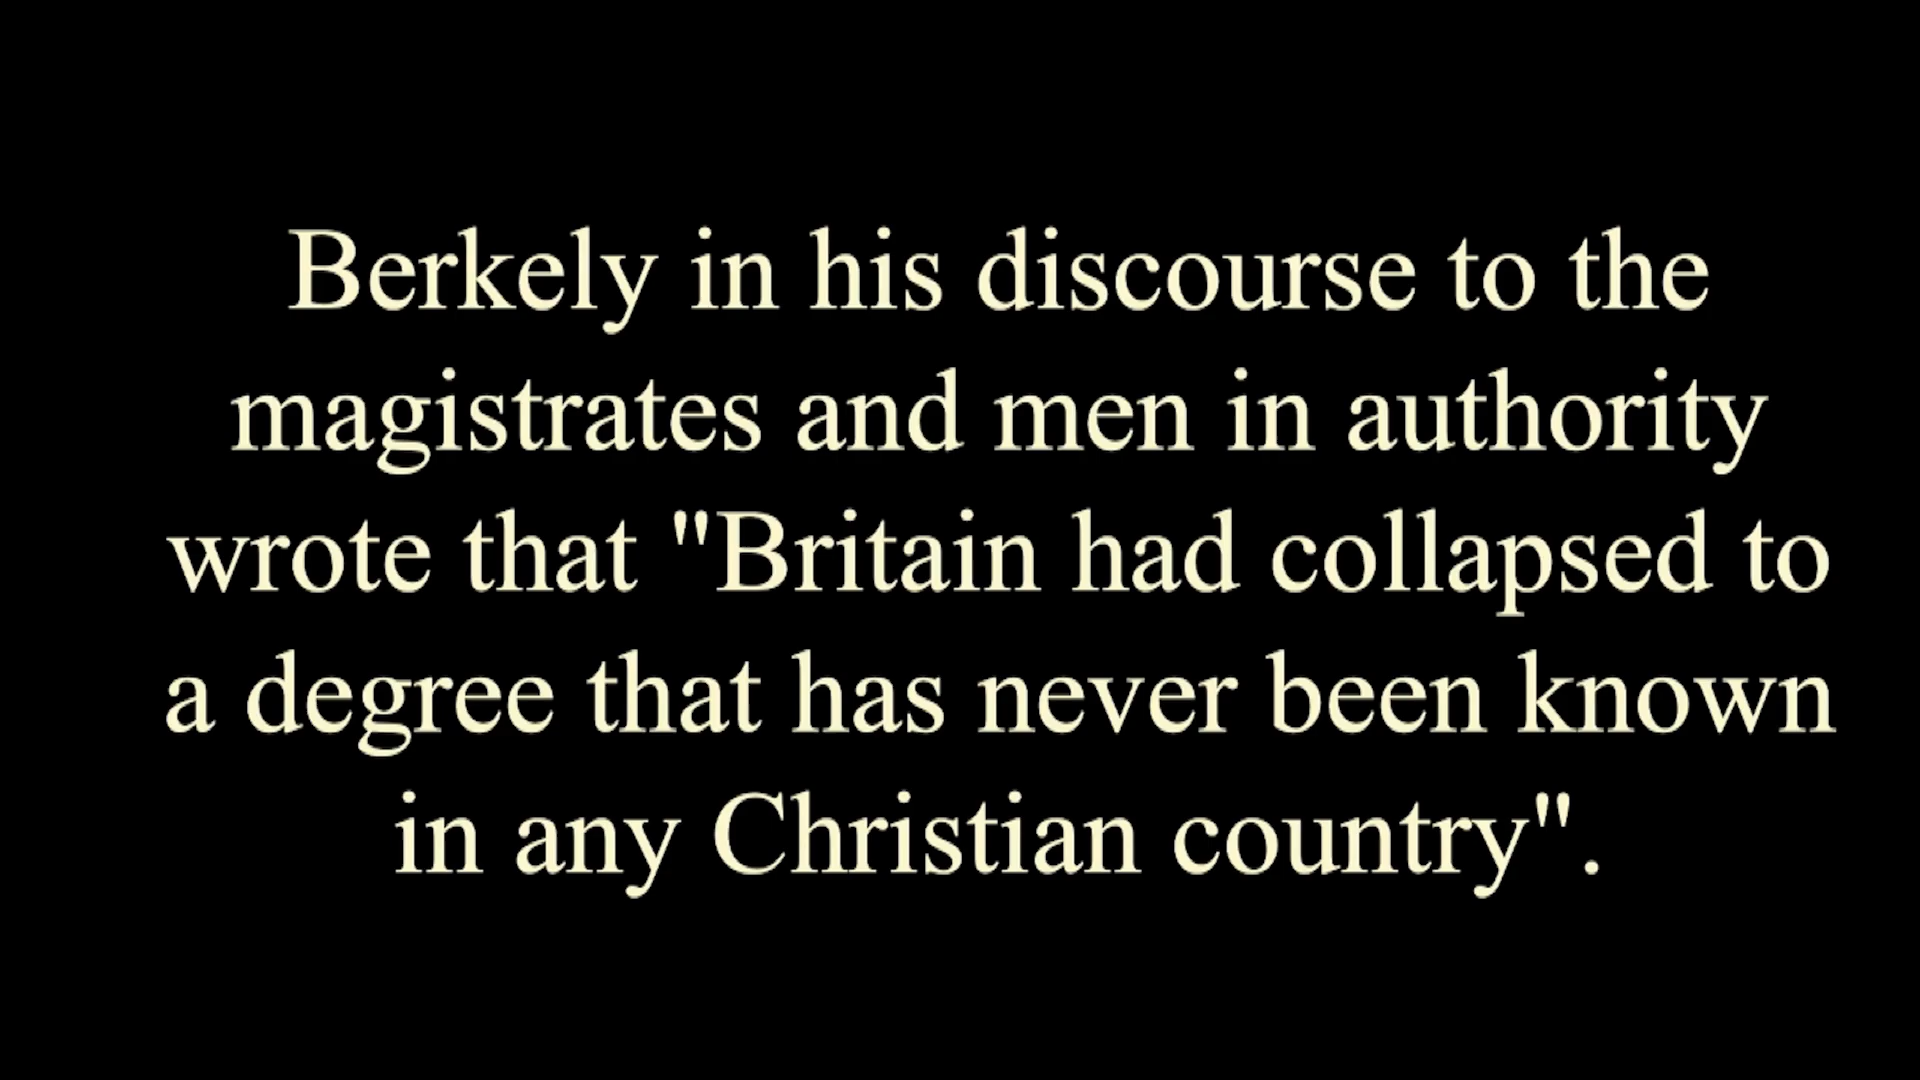 Berkely in his discourse to the
magistrates and men in authority
wrote that "Britain had collapsed to
a degree that has never been known
in any Christian country".